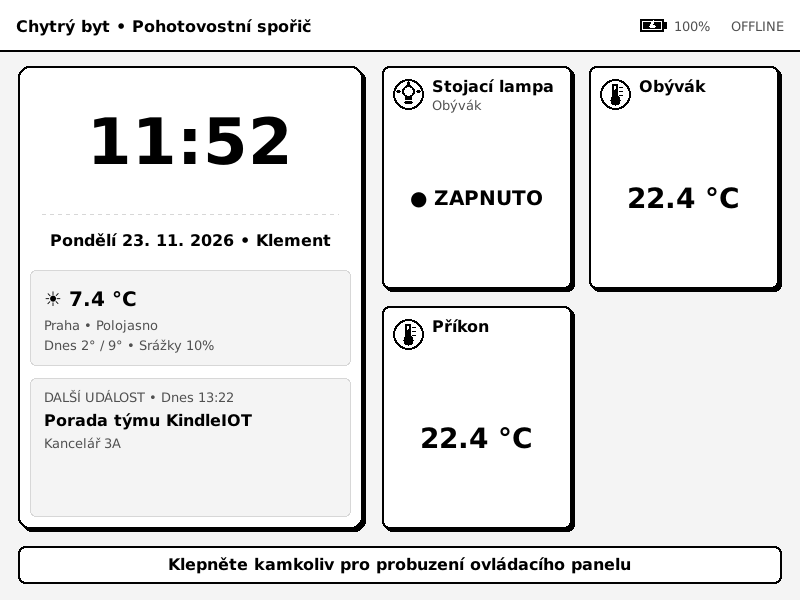 Chytrý byt • Pohotovostní spořič
100% OFFLINE
11:52
Pondělí 23. 11. 2026 • Klement
☀ 7.4 °C
Praha • Polojasno
Dnes 2° / 9° • Srážky 10%
DALŠÍ UDÁLOST • Dnes 13:22
Porada týmu KindleIOT
Kancelář 3A
Stojací lampa
Obývák
● ZAPNUTO
Obývák
22.4 °C
Příkon
22.4 °C
Klepněte kamkoliv pro probuzení ovládacího panelu